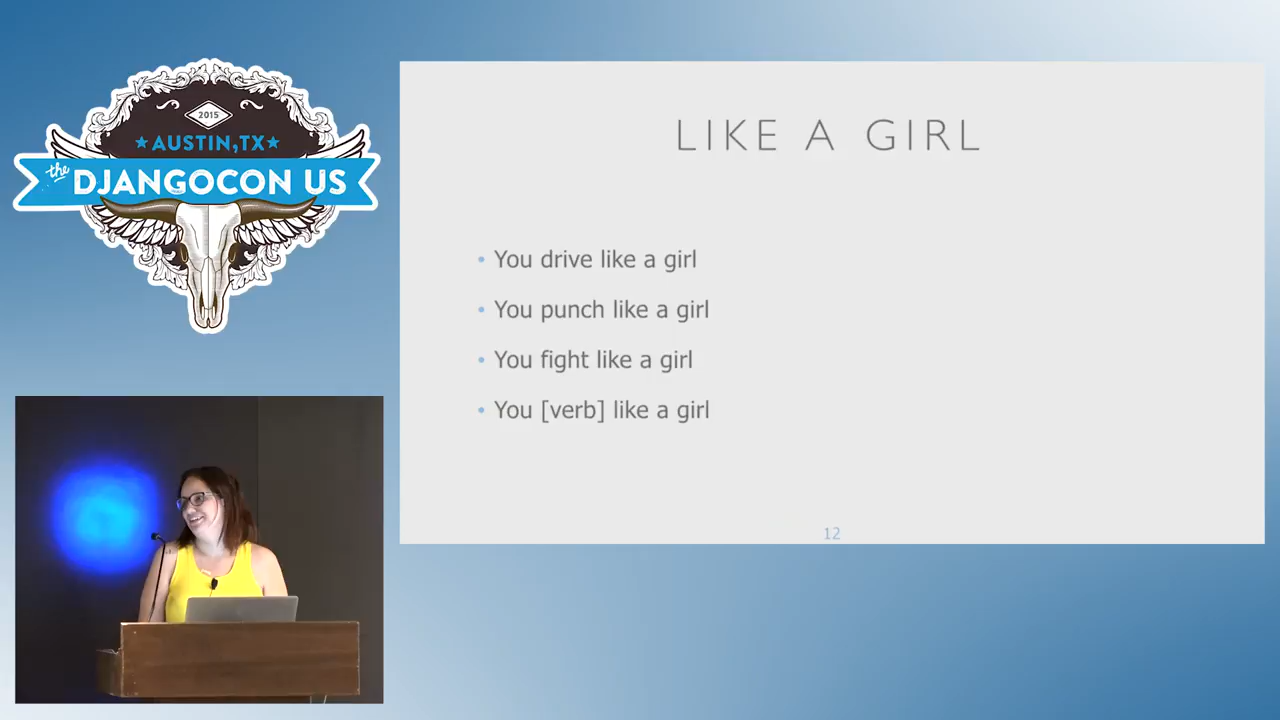 2015
AUSTIN,TX
the
DJANGOCON US
LIKE A GIRL
• You drive like a girl
• You punch like a girl
• You fight like a girl
• You [verb] like a girl
12